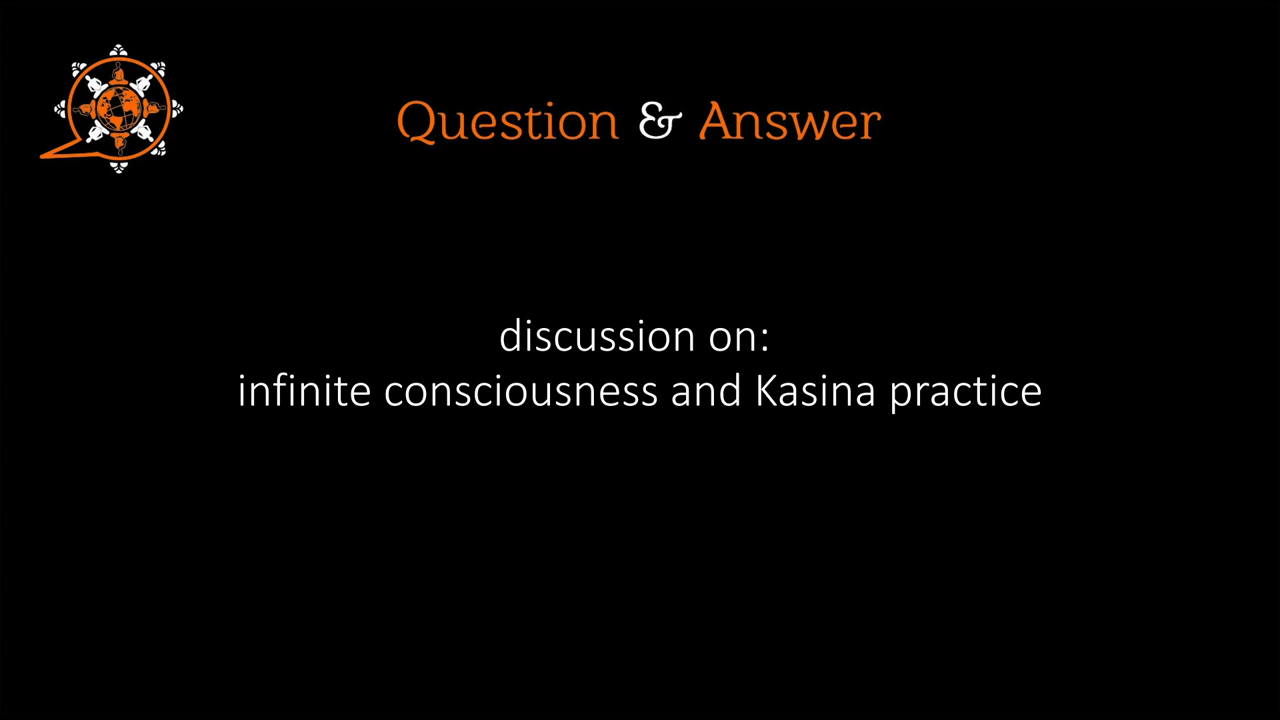 Question & Answer
discussion on:
infinite consciousness and Kasina practice